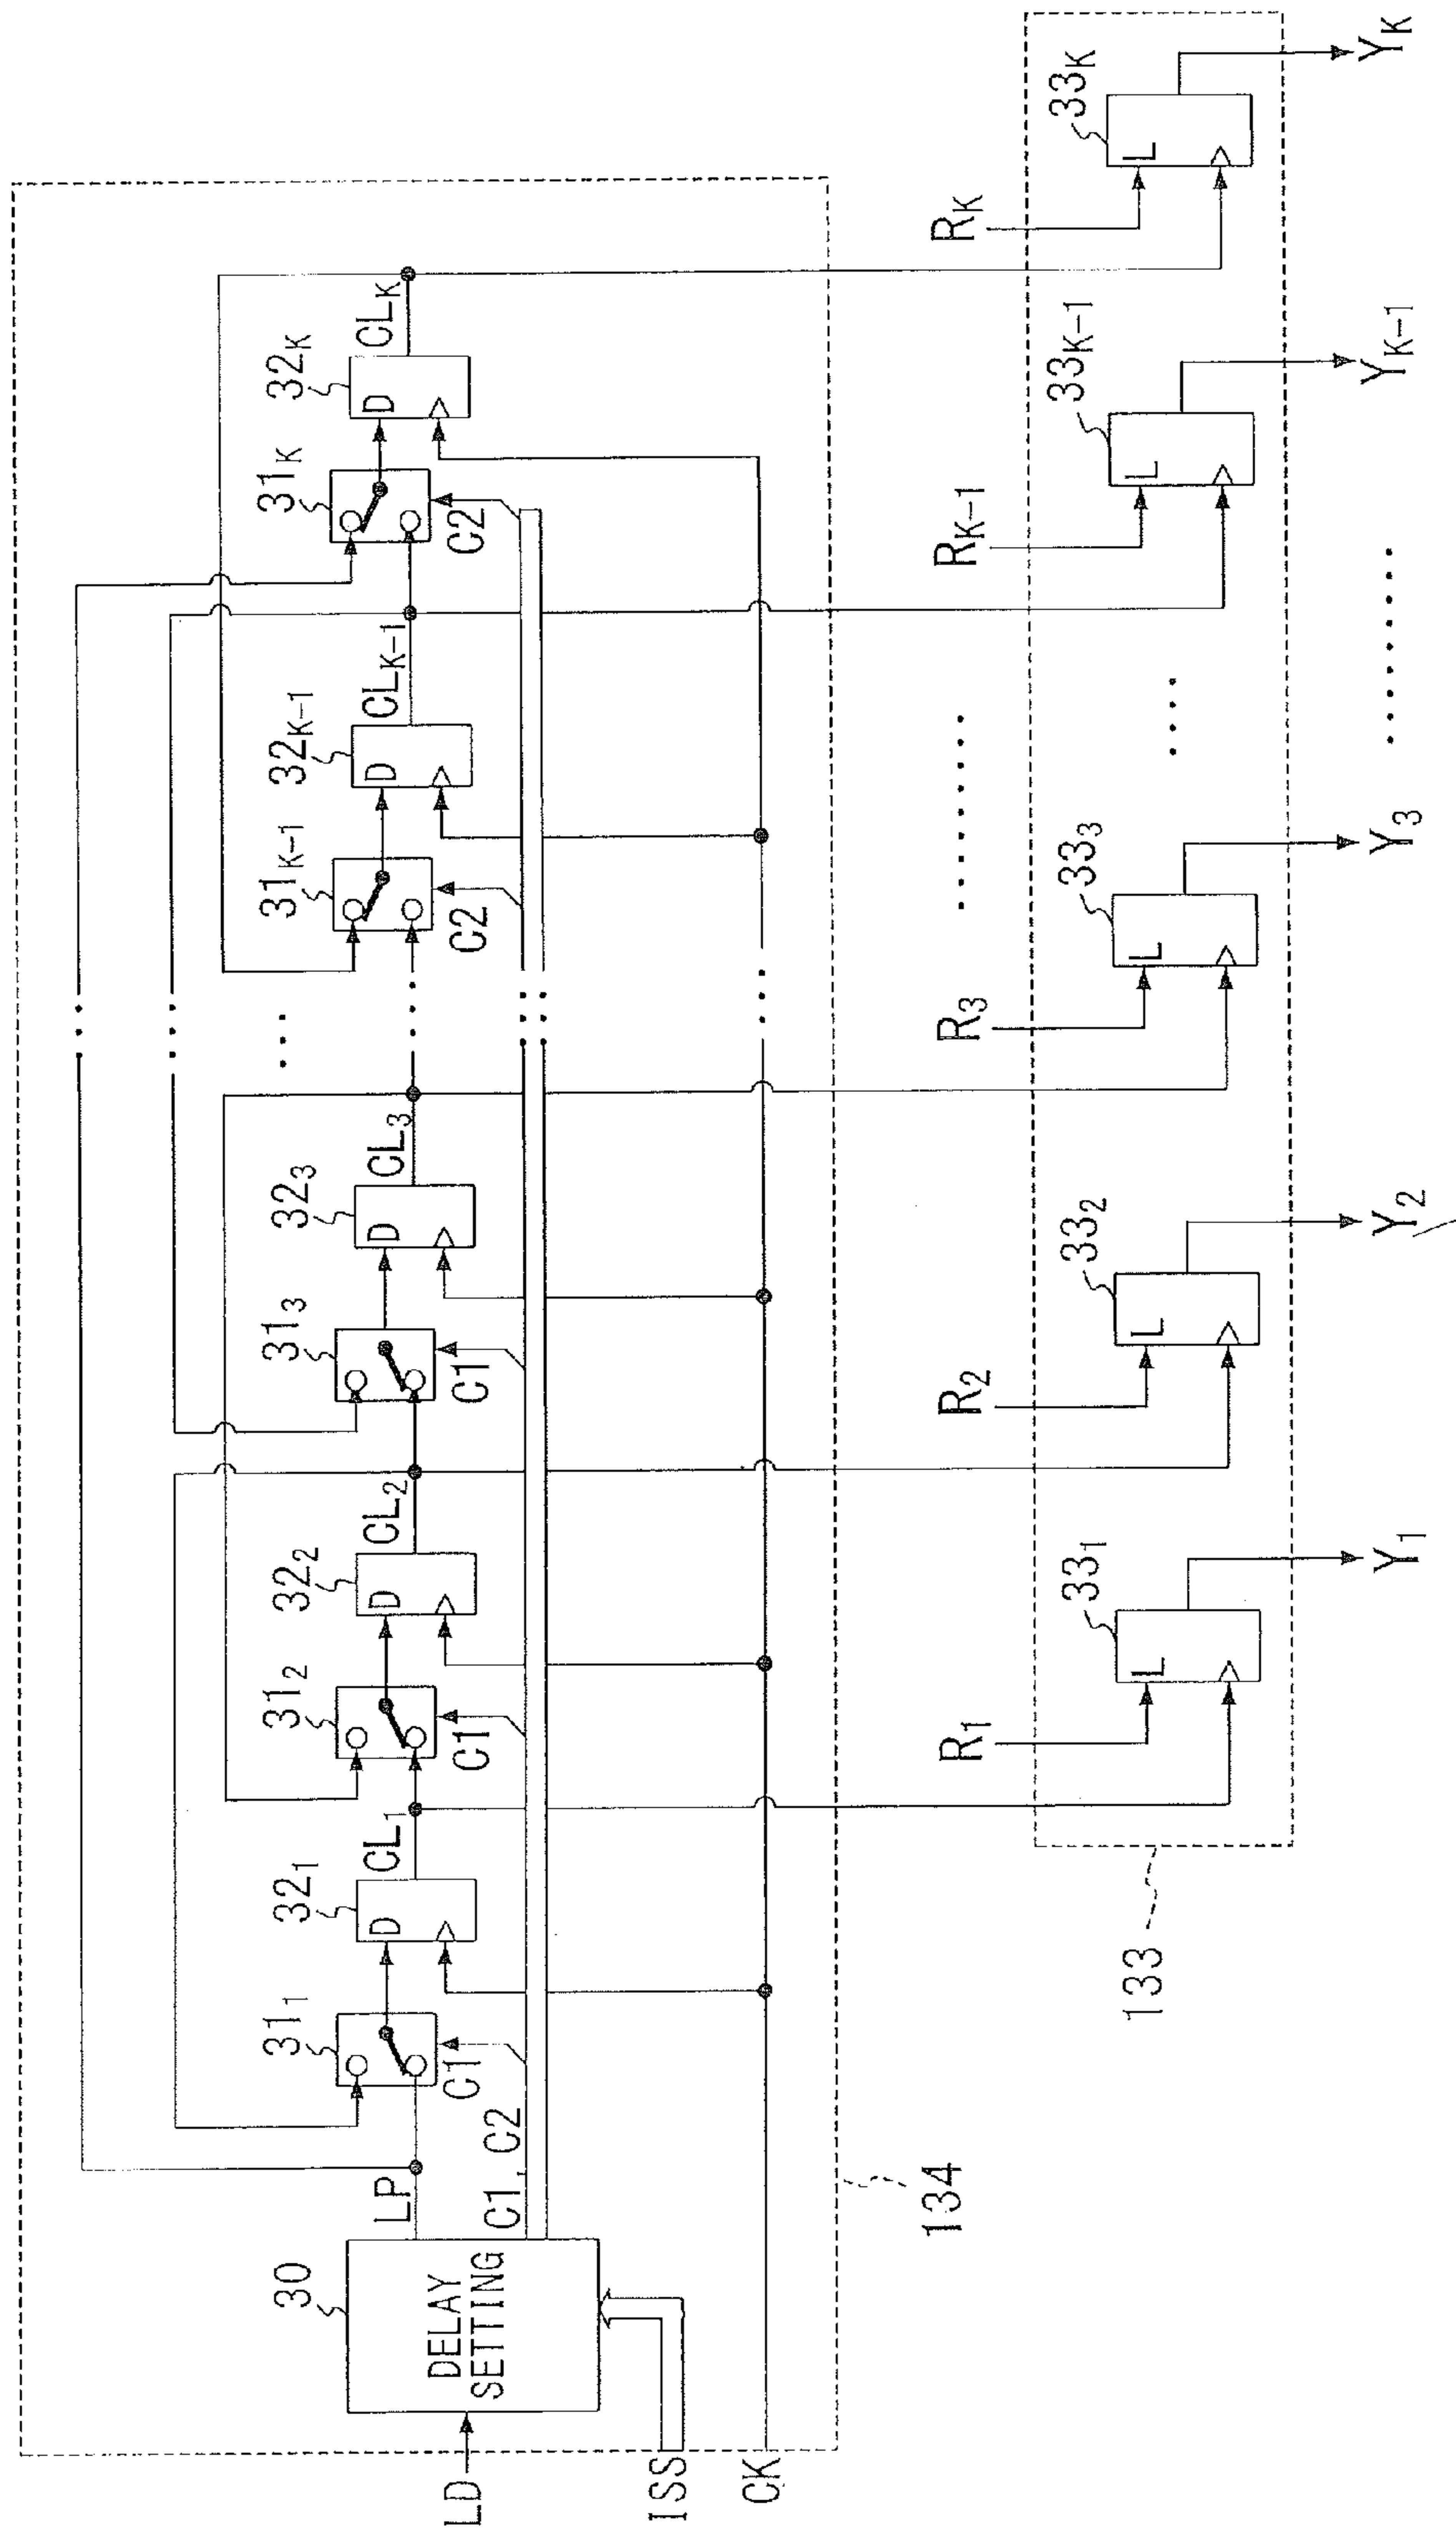 LD
ISS
CK
30
DELAY
SETTING
LP
C1, C2
31₁
C1
32₁
D
CL₁
31₂
C1
32₂
D
CL₂
31₃
C1
32₃
D
CL₃
31K-1
C2
32K-1
D
CLK-1
31K
C2
32K
D
CLK
134
133
R₁
33₁
L
Y₁
R₂
33₂
L
Y₂
R₃
33₃
L
Y₃
RK-1
33K-1
L
YK-1
RK
33K
L
YK